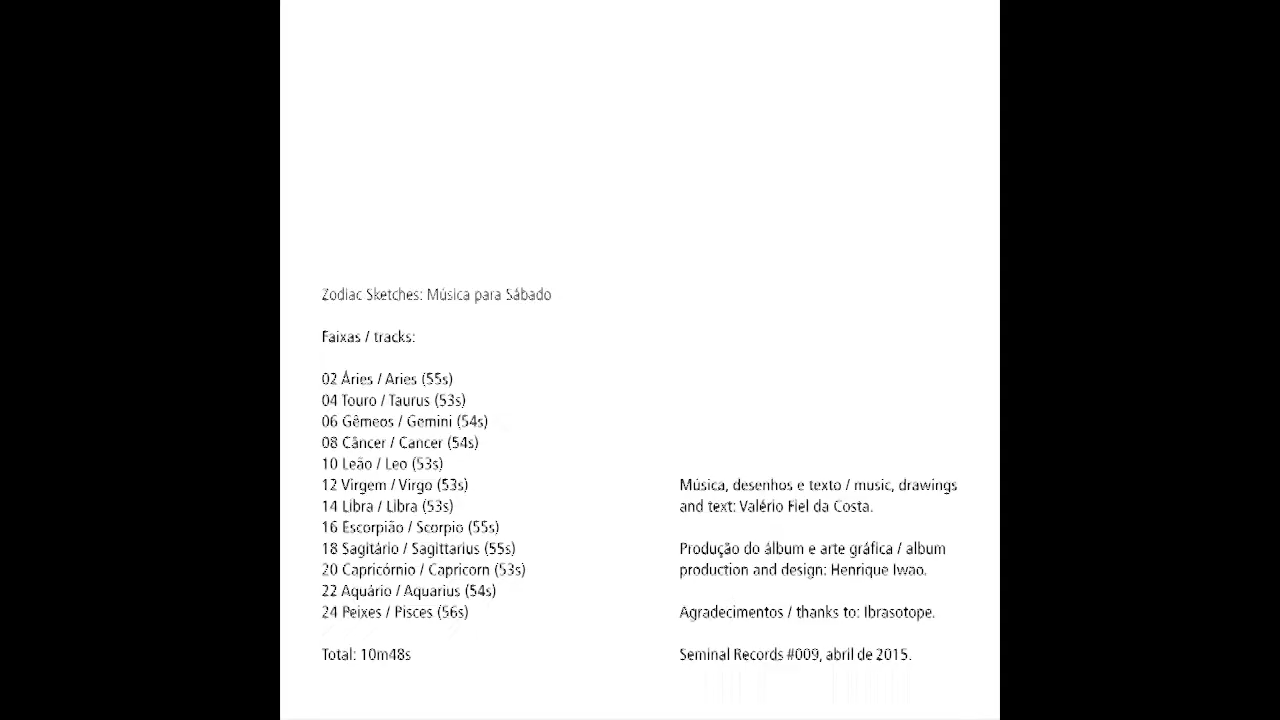 Zodiac Sketches: Música para Sábado
Faixas / tracks:
02 Áries / Aries (55s)
04 Touro / Taurus (53s)
06 Gêmeos / Gemini (54s)
08 Câncer / Cancer (54s)
10 Leão / Leo (53s)
12 Virgem / Virgo (53s)
14 Libra / Libra (53s)
16 Escorpião / Scorpio (55s)
18 Sagitário / Sagittarius (55s)
20 Capricórnio / Capricorn (53s)
22 Aquário / Aquarius (54s)
24 Peixes / Pisces (56s)
Total: 10m48s
Música, desenhos e texto / music, drawings
and text: Valério Fiel da Costa.
Produção do álbum e arte gráfica / album
production and design: Henrique Iwao.
Agradecimentos / thanks to: Ibrasotope.
Seminal Records #009, abril de 2015.